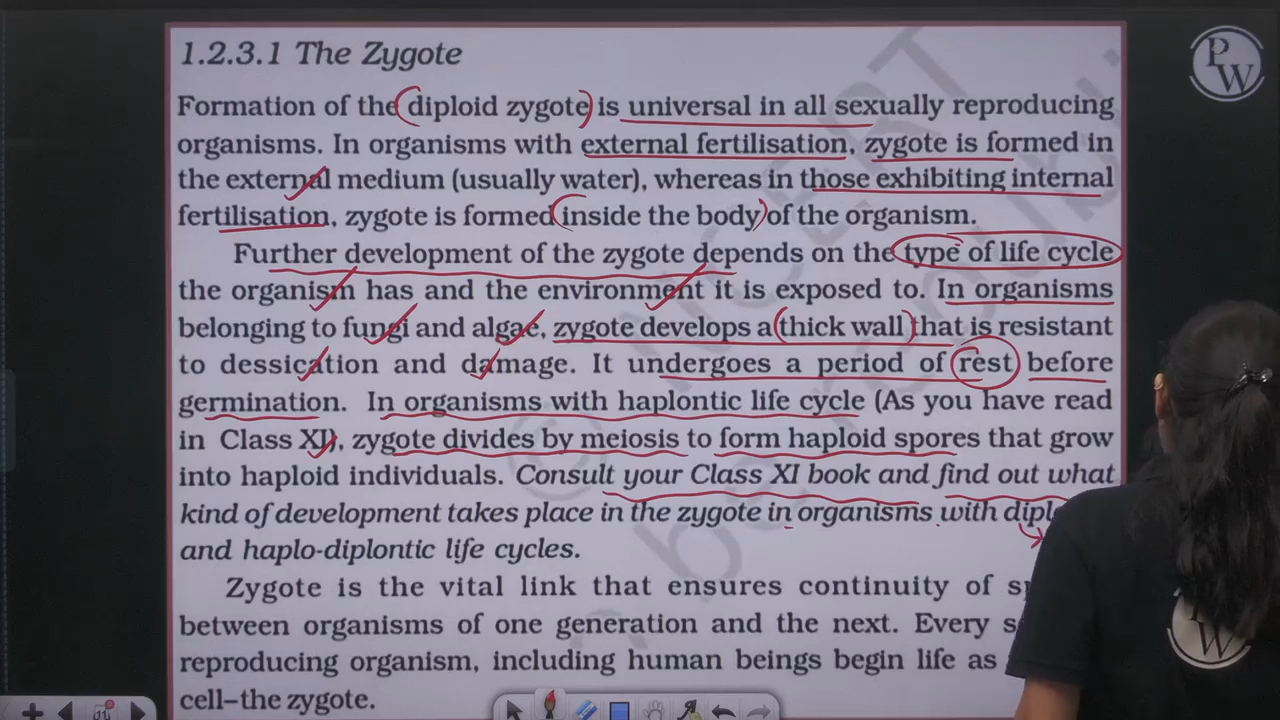 1.2.3.1 The Zygote
Formation of the diploid zygote is universal in all sexually reproducing
organisms. In organisms with external fertilisation, zygote is formed in
the external medium (usually water), whereas in those exhibiting internal
fertilisation, zygote is formed inside the body of the organism.
Further development of the zygote depends on the type of life cycle
the organism has and the environment it is exposed to. In organisms
belonging to fungi and algae, zygote develops a thick wall that is resistant
to dessication and damage. It undergoes a period of rest before
germination. In organisms with haplontic life cycle (As you have read
in Class XI), zygote divides by meiosis to form haploid spores that grow
into haploid individuals. Consult your Class XI book and find out what
kind of development takes place in the zygote in organisms with
and haplo-diplontic life cycles.
Zygote is the vital link that ensures continuity of
between organisms of one generation and the next. Every
reproducing organism, including human beings begin life as
cell–the zygote.
PW
© NCERT